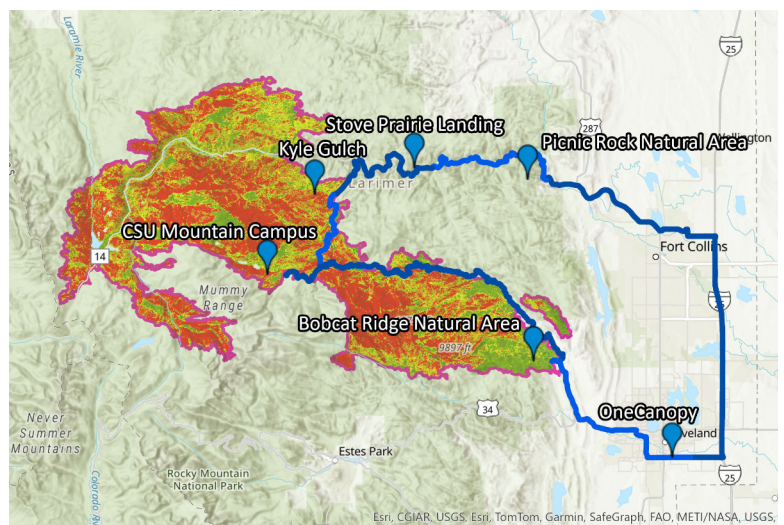 Laramie River
25
Stove Prairie Landing
287
Picnic Rock Natural Area
Wellington
Kyle Gulch
Larimer
CSU Mountain Campus
Fort Collins
14
Mummy
Range
25
Bobcat Ridge Natural Area
9897 ft
34
OneCanopy
veland
Never
Summer
Mountains
Estes Park
Rocky Mountain
National Park
25
Colorado Riv
Esri, CGIAR, USGS, Esri, TomTom, Garmin, SafeGraph, FAO, METI/NASA, USGS,